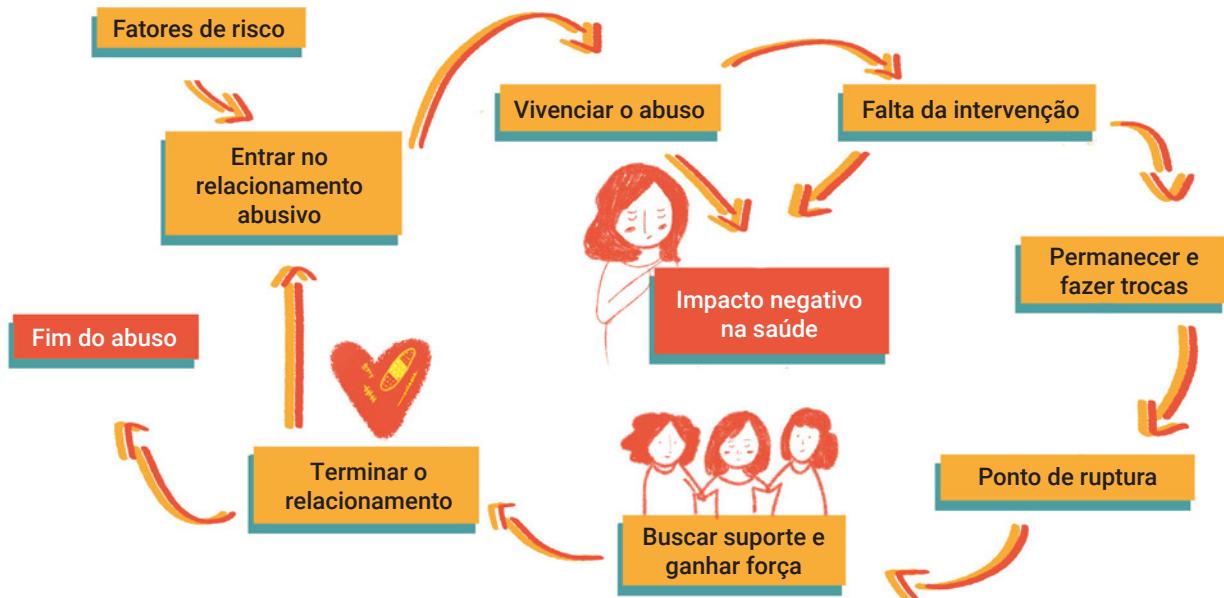 Fatores de risco
Entrar no
relacionamento
abusivo
Vivenciar o abuso
Falta da intervenção
Permanecer e
fazer trocas
Impacto negativo
na saúde
Ponto de ruptura
Buscar suporte e
ganhar força
Terminar o
relacionamento
Fim do abuso